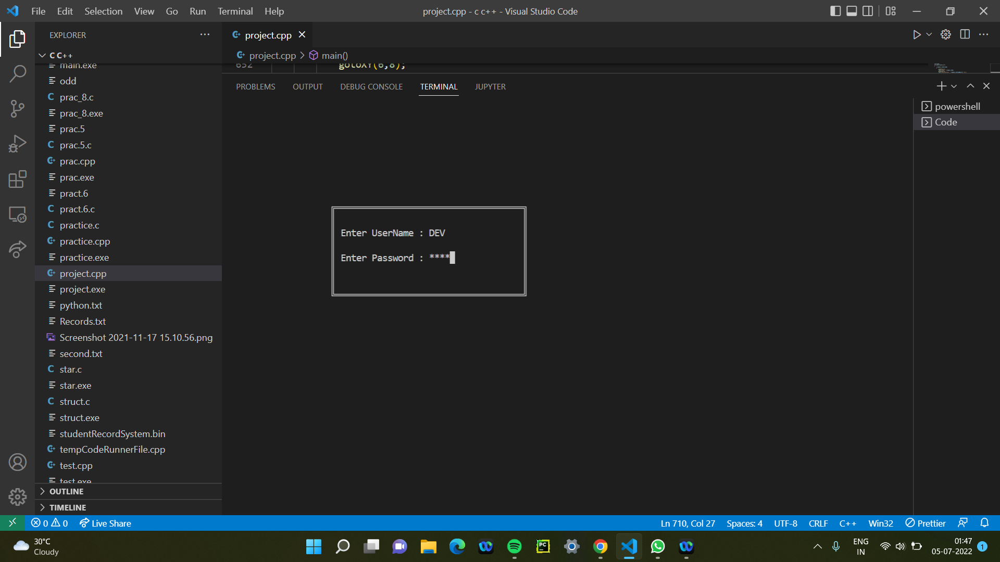 File Edit Selection View Go Run Terminal Help
project.cpp - c c++ - Visual Studio Code
EXPLORER
C C++
main.exe
odd
prac_8.c
prac_8.exe
prac.5
prac.5.c
prac.cpp
prac.exe
pract.6
pract.6.c
practice.c
practice.cpp
practice.exe
project.cpp
project.exe
python.txt
Records.txt
Screenshot 2021-11-17 15.10.56.png
second.txt
star.c
star.exe
struct.c
struct.exe
studentRecordSystem.bin
tempCodeRunnerFile.cpp
test.cpp
test.exe
OUTLINE
TIMELINE
project.cpp
project.cpp > main()
652 gotoXY(6,8);
PROBLEMS OUTPUT DEBUG CONSOLE TERMINAL JUPYTER
powershell
Code
Enter UserName : DEV
Enter Password : ****
0 0 Live Share
Ln 710, Col 27 Spaces: 4 UTF-8 CRLF C++ Win32 Prettier
30°C
Cloudy
PC
ENG
IN
01:47
05-07-2022
1